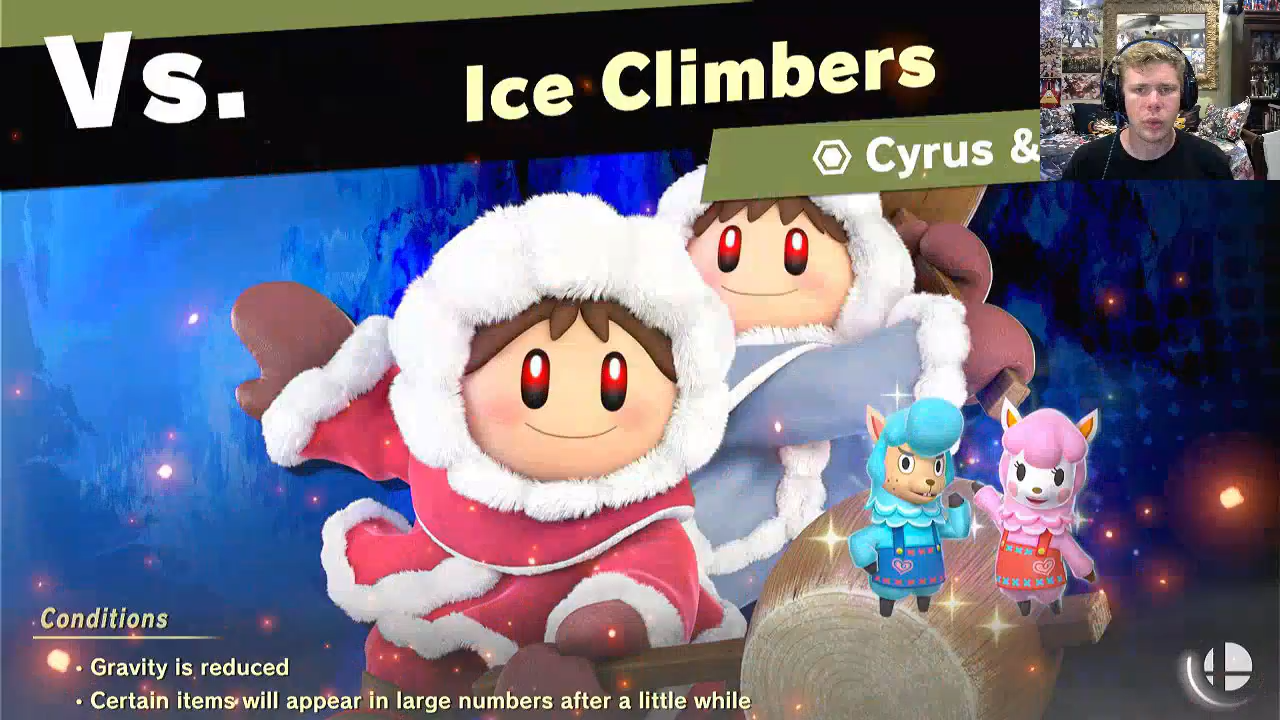 Vs.
Ice Climbers
Cyrus &
Conditions
· Gravity is reduced
· Certain items will appear in large numbers after a little while